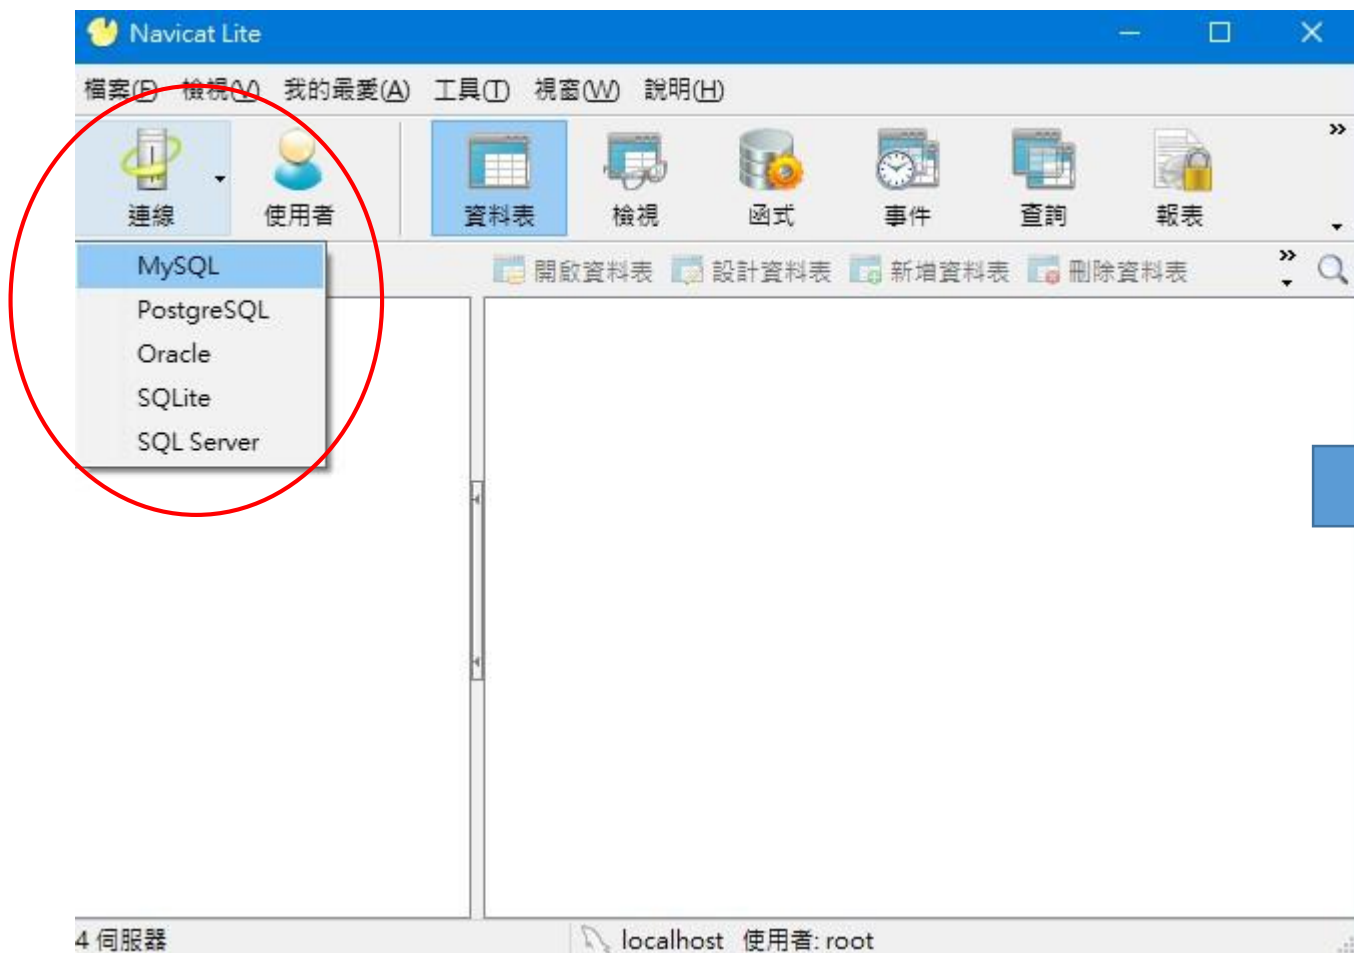 Navicat Lite
檔案(F) 檢視(V) 我的最愛(A) 工具(T) 視窗(W) 說明(H)
連線 使用者 資料表 檢視 函式 事件 查詢 報表
開啟資料表 設計資料表 新增資料表 刪除資料表
MySQL
PostgreSQL
Oracle
SQLite
SQL Server
4 伺服器 localhost 使用者: root